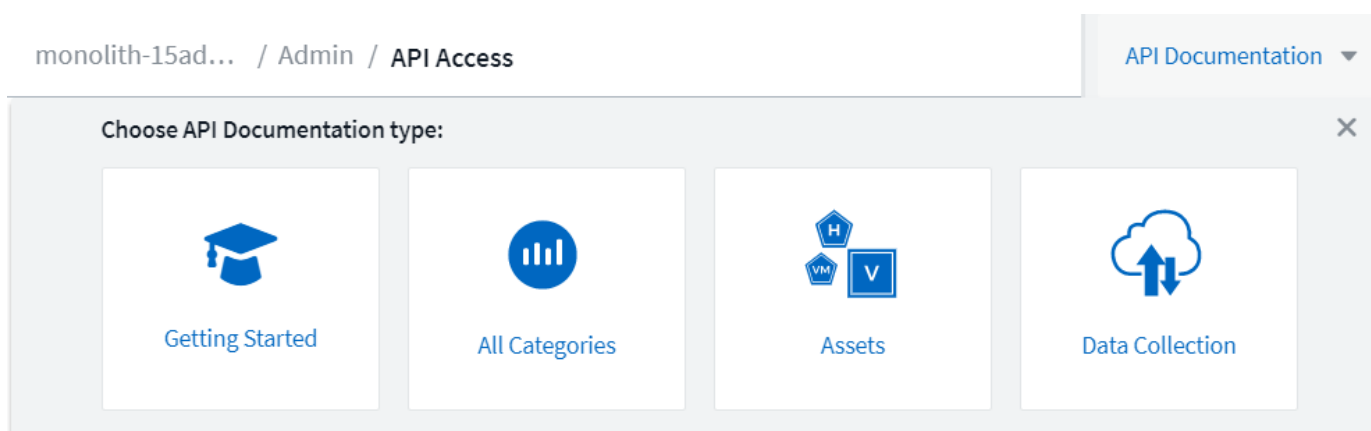 monolith-15ad... / Admin / API Access
API Documentation
Choose API Documentation type:
H
VM
V
Getting Started
All Categories
Assets
Data Collection